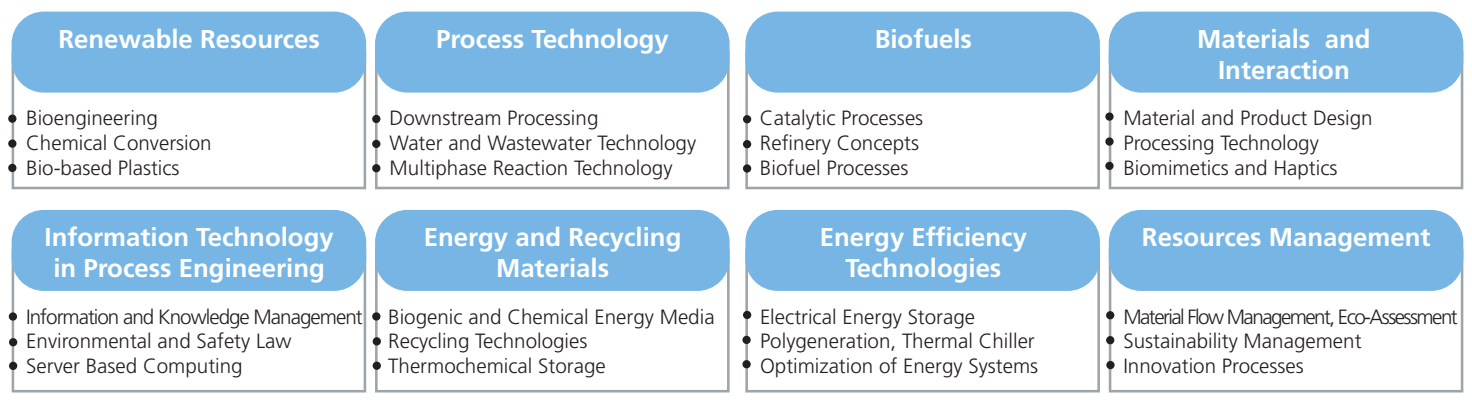 Renewable Resources
• Bioengineering
• Chemical Conversion
• Bio-based Plastics
Process Technology
• Downstream Processing
• Water and Wastewater Technology
• Multiphase Reaction Technology
Biofuels
• Catalytic Processes
• Refinery Concepts
• Biofuel Processes
Materials and
Interaction
• Material and Product Design
• Processing Technology
• Biomimetics and Haptics
Information Technology
in Process Engineering
• Information and Knowledge Management
• Environmental and Safety Law
• Server Based Computing
Energy and Recycling
Materials
• Biogenic and Chemical Energy Media
• Recycling Technologies
• Thermochemical Storage
Energy Efficiency
Technologies
• Electrical Energy Storage
• Polygeneration, Thermal Chiller
• Optimization of Energy Systems
Resources Management
• Material Flow Management, Eco-Assessment
• Sustainability Management
• Innovation Processes